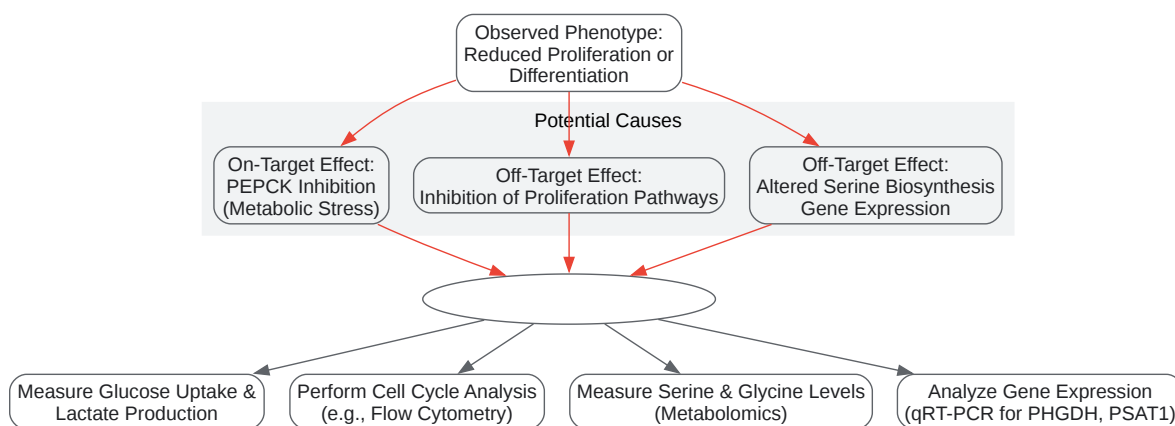 Observed Phenotype:
Reduced Proliferation or
Differentiation
Potential Causes
On-Target Effect:
PEPCK Inhibition
(Metabolic Stress)
Off-Target Effect:
Inhibition of Proliferation Pathways
Off-Target Effect:
Altered Serine Biosynthesis
Gene Expression
Measure Glucose Uptake &
Lactate Production
Perform Cell Cycle Analysis
(e.g., Flow Cytometry)
Measure Serine & Glycine Levels
(Metabolomics)
Analyze Gene Expression
(qRT-PCR for PHGDH, PSAT1)